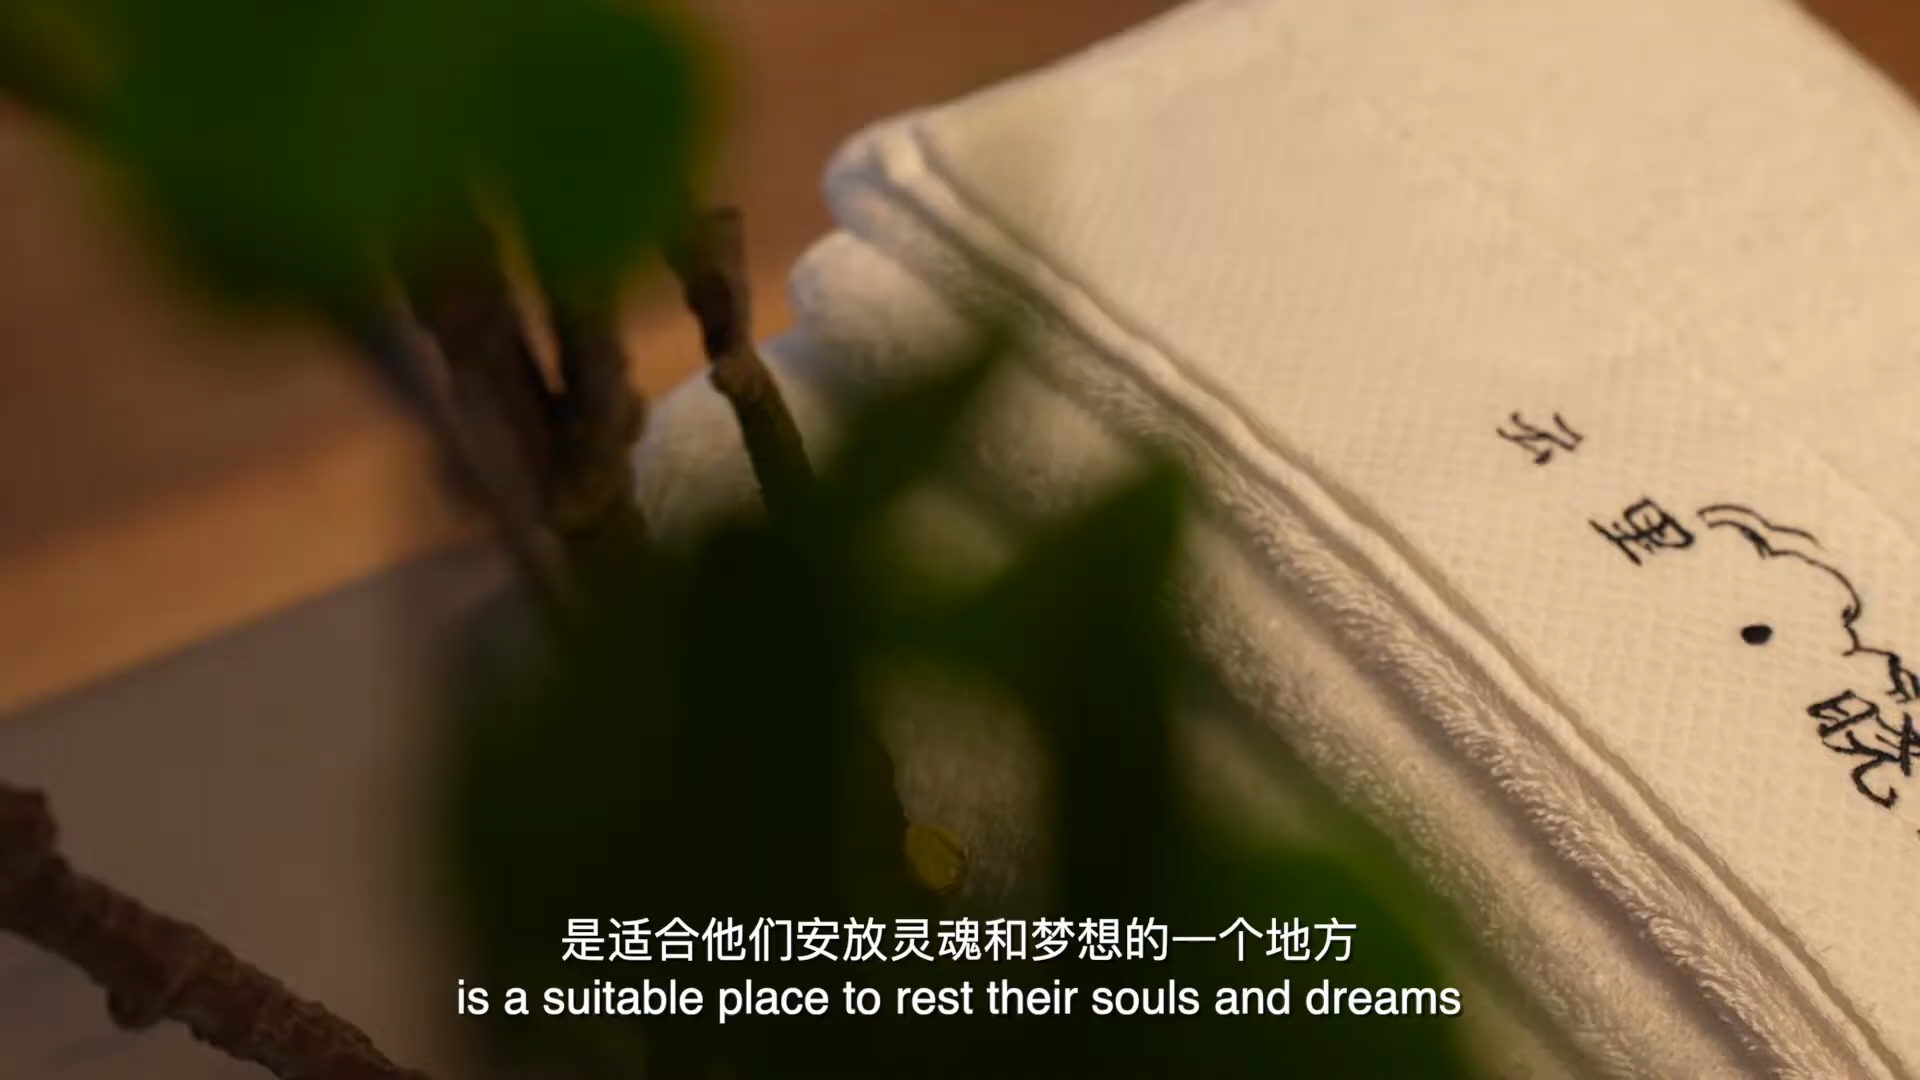 里
是适合他们安放灵魂和梦想的一个地方
is a suitable place to rest their souls and dreams